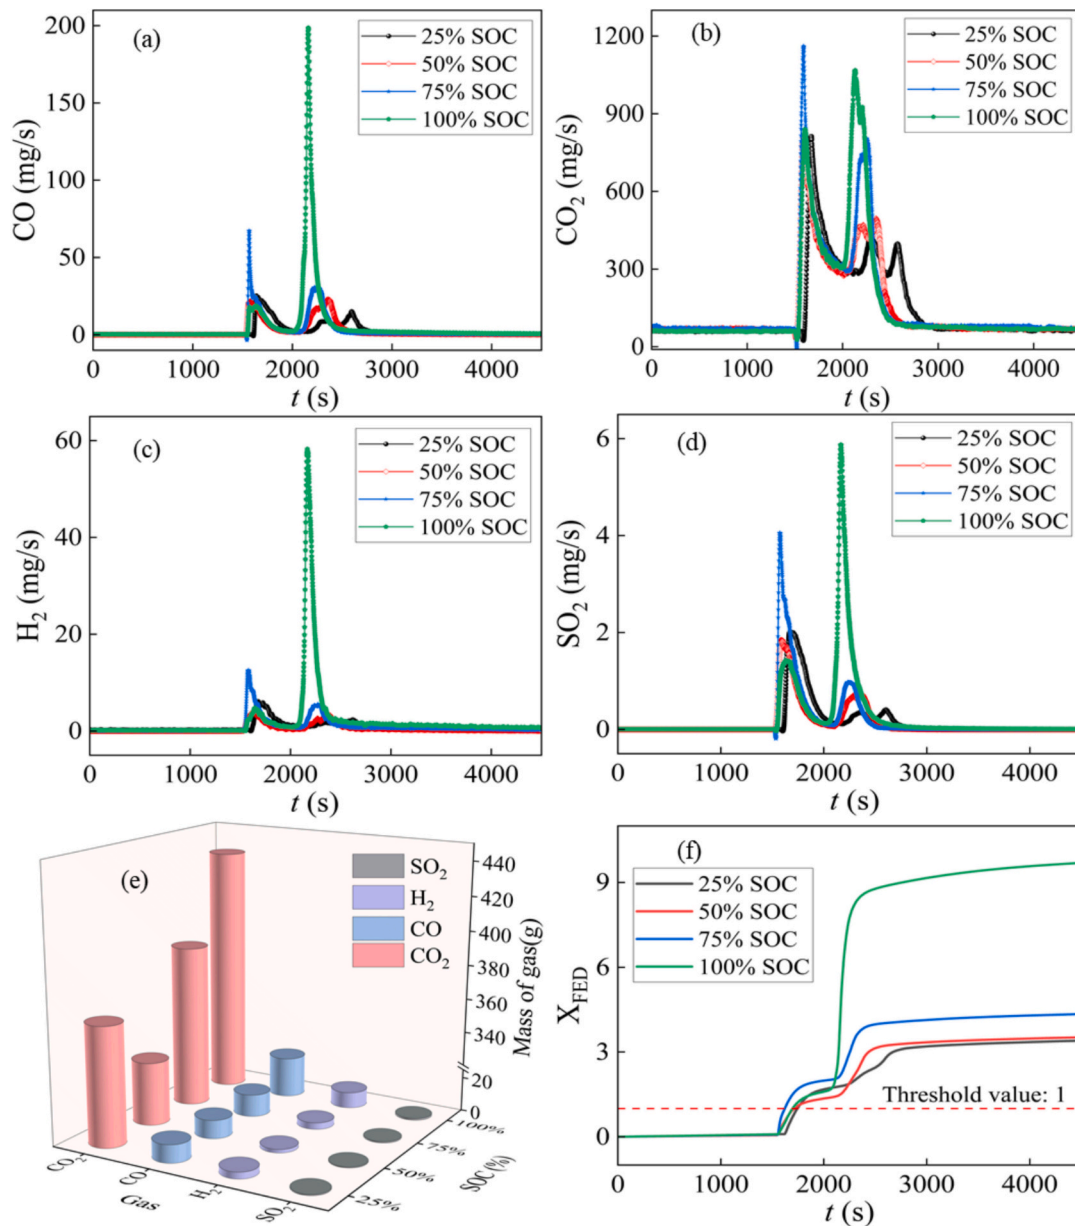 (a)
25% SOC
50% SOC
75% SOC
100% SOC
200
150
100
50
0
CO (mg/s)
0 1000 2000 3000 4000
t (s)
(b)
25% SOC
50% SOC
75% SOC
100% SOC
1200
900
600
300
0
CO₂ (mg/s)
0 1000 2000 3000 4000
t (s)
(c)
25% SOC
50% SOC
75% SOC
100% SOC
60
40
20
0
H₂ (mg/s)
0 1000 2000 3000 4000
t (s)
(d)
25% SOC
50% SOC
75% SOC
100% SOC
6
4
2
0
SO₂ (mg/s)
0 1000 2000 3000 4000
t (s)
(e)
SO₂
H₂
CO
CO₂
440
420
400
380
360
340
20
0
Mass of gas(g)
100%
75%
50%
25%
SOC(%)
CO₂
CO
H₂
SO₂
Gas
(f)
25% SOC
50% SOC
75% SOC
100% SOC
9
6
3
0
X_FED
Threshold value: 1
0 1000 2000 3000 4000
t (s)